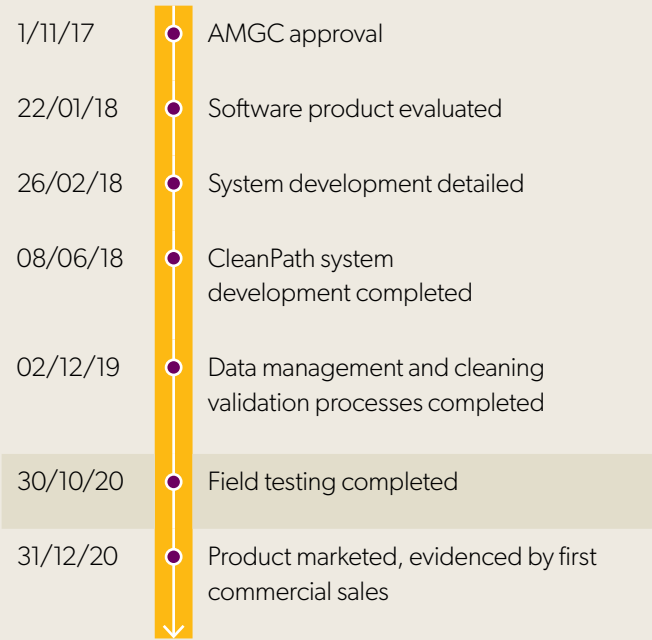 1/11/17 AMGC approval
22/01/18 Software product evaluated
26/02/18 System development detailed
08/06/18 CleanPath system
development completed
02/12/19 Data management and cleaning
validation processes completed
30/10/20 Field testing completed
31/12/20 Product marketed, evidenced by first
commercial sales